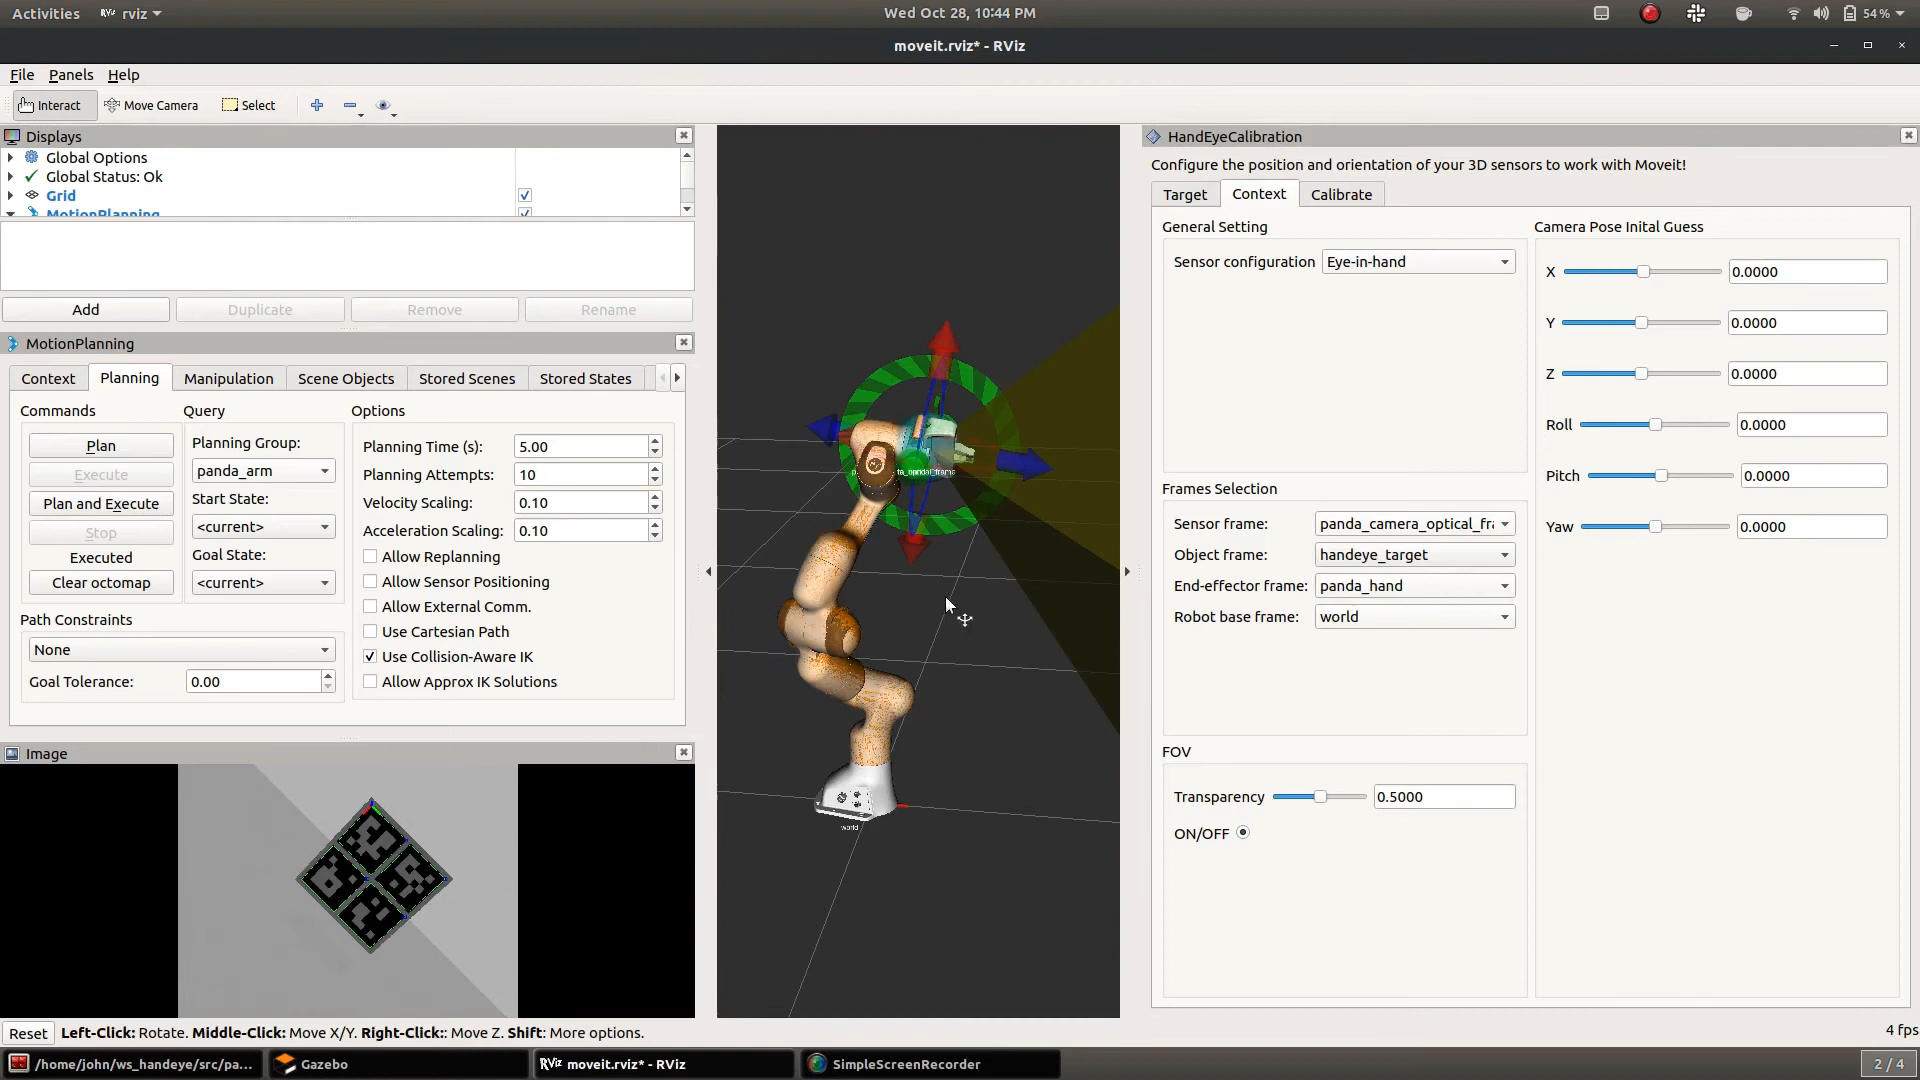 Activities
rviz
Wed Oct 28, 10:44 PM
54 %
moveit.rviz* - RViz
File Panels Help
Interact Move Camera Select
Displays
Global Options
Global Status: Ok
Grid
MotionPlanning
Add Duplicate Remove Rename
MotionPlanning
Context Planning Manipulation Scene Objects Stored Scenes Stored States
Commands
Plan
Execute
Plan and Execute
Stop
Executed
Clear octomap
Query
Planning Group:
panda_arm
Start State:
<current>
Goal State:
<current>
Options
Planning Time (s): 5.00
Planning Attempts: 10
Velocity Scaling: 0.10
Acceleration Scaling: 0.10
Allow Replanning
Allow Sensor Positioning
Allow External Comm.
Use Cartesian Path
Use Collision-Aware IK
Allow Approx IK Solutions
Path Constraints
None
Goal Tolerance: 0.00
Image
world
HandEyeCalibration
Configure the position and orientation of your 3D sensors to work with Moveit!
Target Context Calibrate
General Setting
Sensor configuration Eye-in-hand
Frames Selection
Sensor frame: panda_camera_optical_fra
Object frame: handeye_target
End-effector frame: panda_hand
Robot base frame: world
FOV
Transparency 0.5000
ON/OFF
Camera Pose Inital Guess
X 0.0000
Y 0.0000
Z 0.0000
Roll 0.0000
Pitch 0.0000
Yaw 0.0000
Reset Left-Click: Rotate. Middle-Click: Move X/Y. Right-Click:: Move Z. Shift: More options.
4 fps
/home/john/ws_handeye/src/pa...
Gazebo
RViz moveit.rviz* - RViz
SimpleScreenRecorder
2 / 4